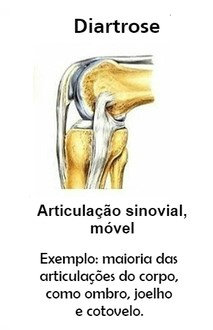 Diartrose
Articulação sinovial,
móvel
Exemplo: maioria das
articulações do corpo,
como ombro, joelho
e cotovelo.